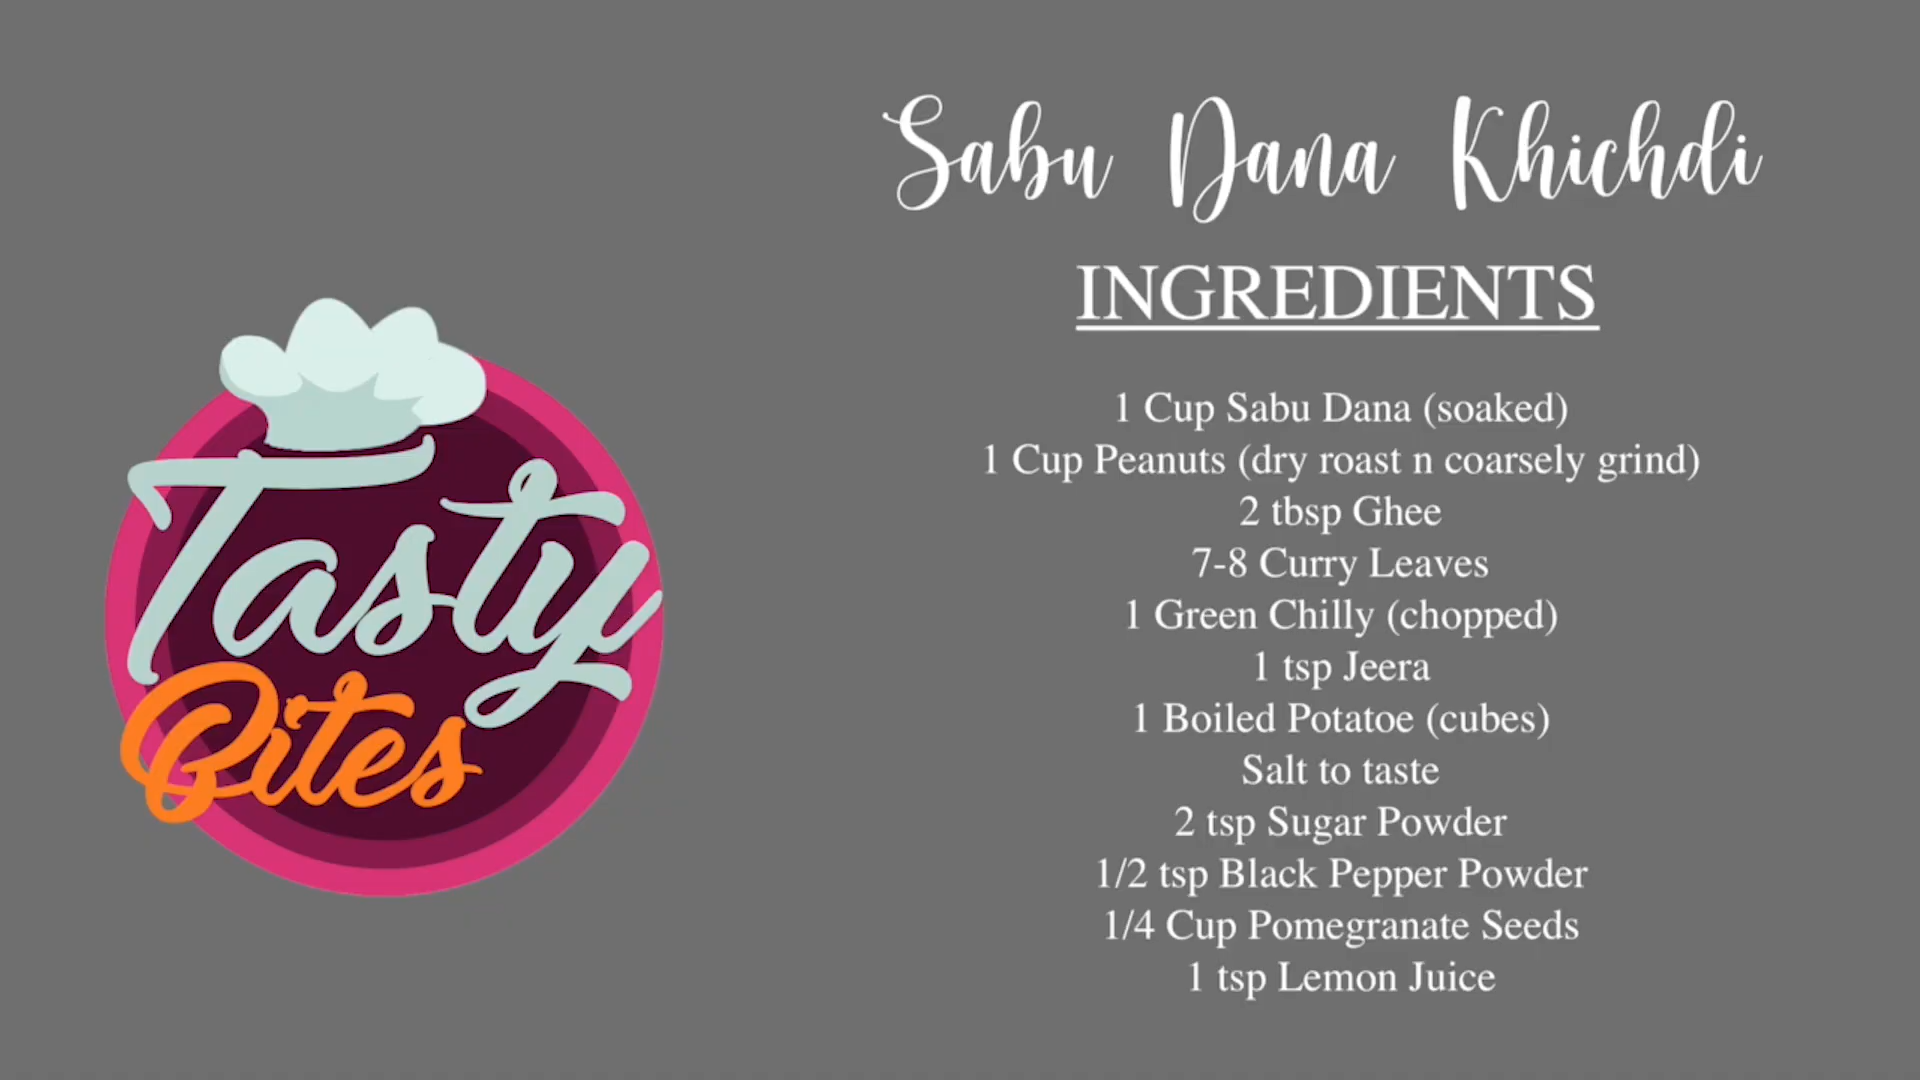 Sabu Dana Khichdi
INGREDIENTS
1 Cup Sabu Dana (soaked)
1 Cup Peanuts (dry roast n coarsely grind)
2 tbsp Ghee
7-8 Curry Leaves
1 Green Chilly (chopped)
1 tsp Jeera
1 Boiled Potatoe (cubes)
Salt to taste
2 tsp Sugar Powder
1/2 tsp Black Pepper Powder
1/4 Cup Pomegranate Seeds
1 tsp Lemon Juice
Tasty
Bites